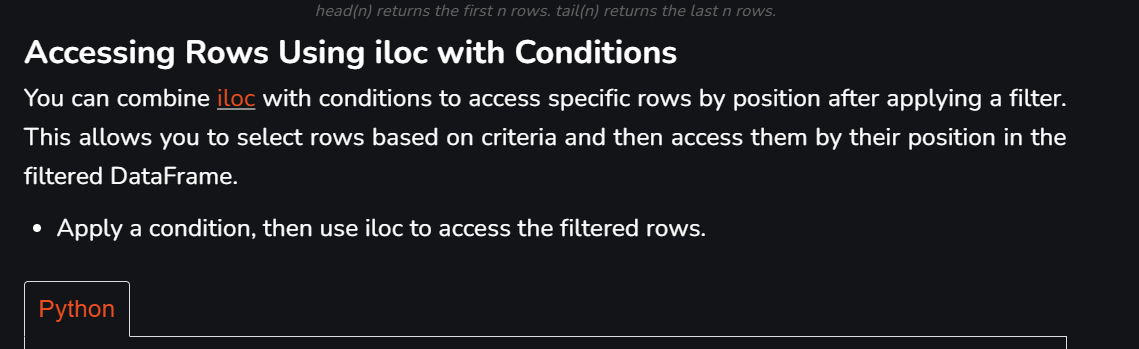 head(n) returns the first n rows. tail(n) returns the last n rows.
Accessing Rows Using iloc with Conditions
You can combine iloc with conditions to access specific rows by position after applying a filter.
This allows you to select rows based on criteria and then access them by their position in the
filtered DataFrame.
• Apply a condition, then use iloc to access the filtered rows.
Python